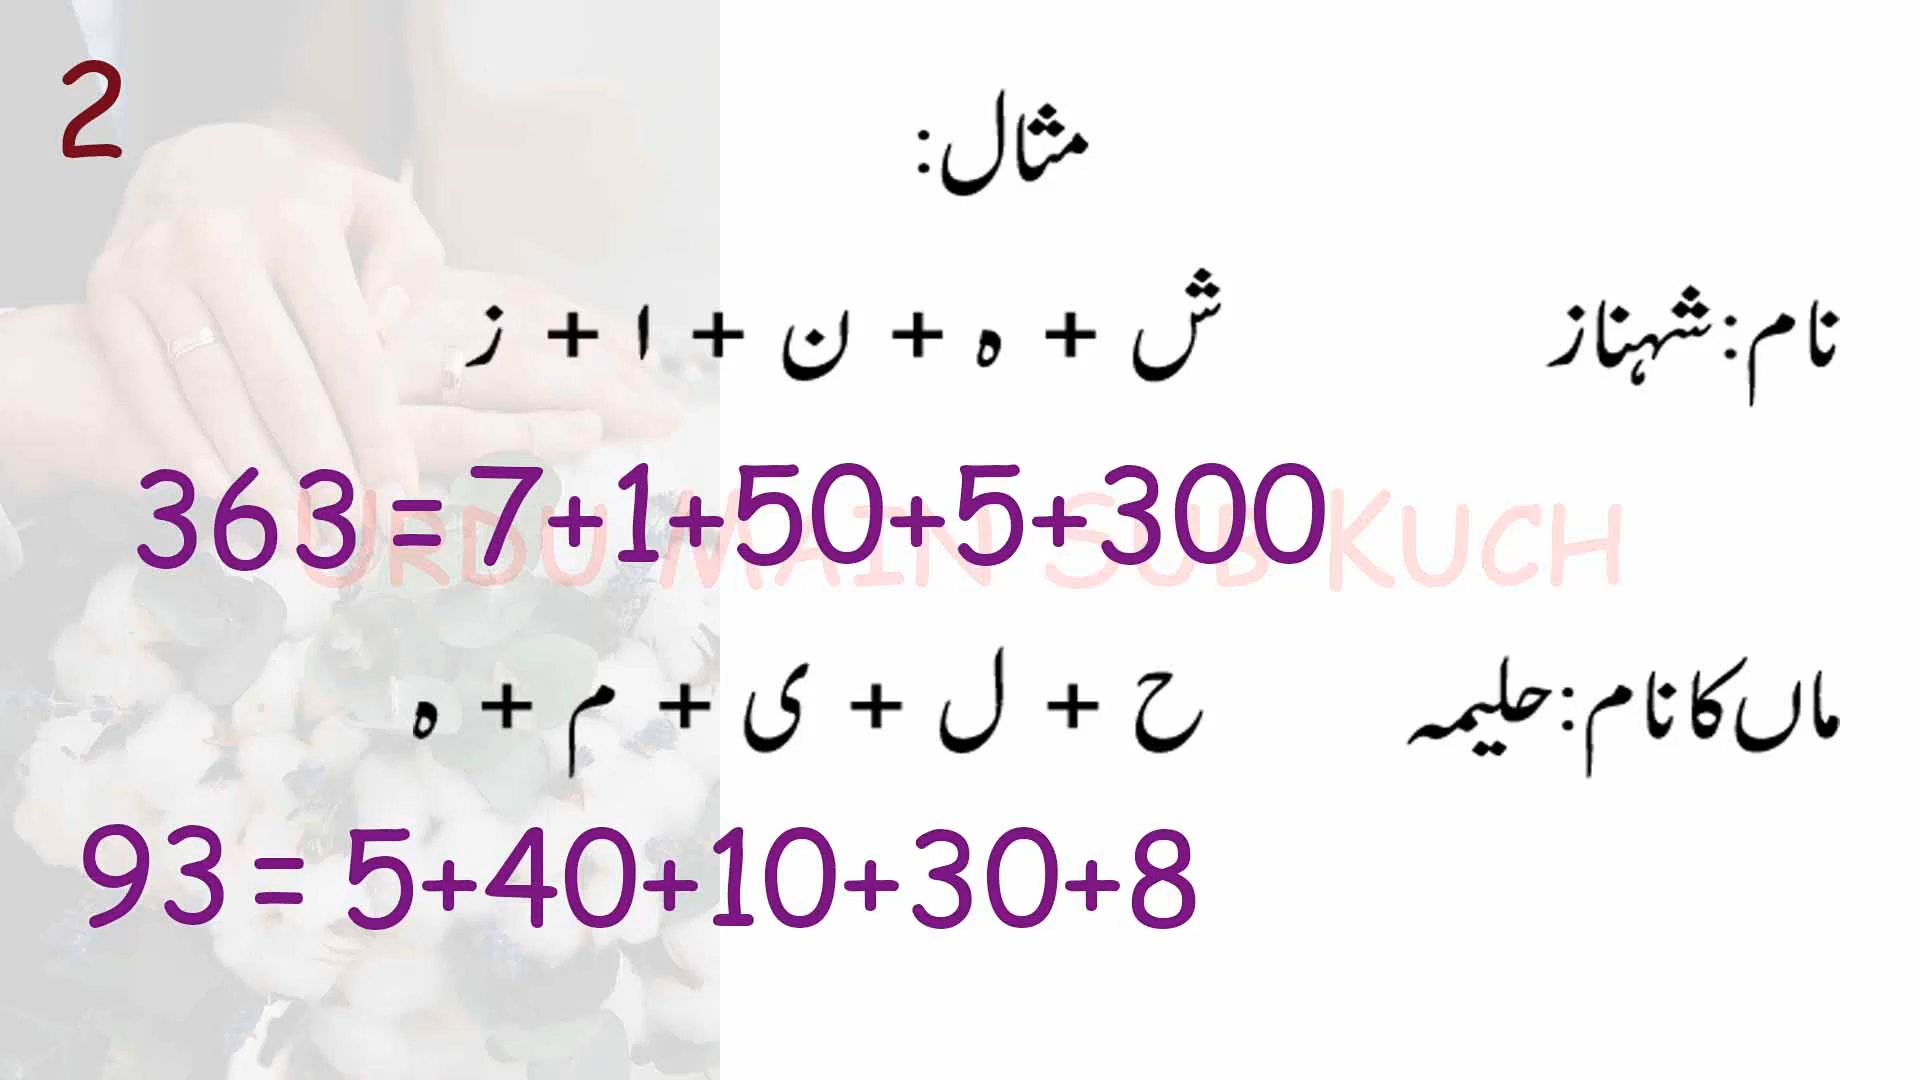 2
مثال:
نام:شہناز ش + ہ + ن + ا + ز
363 = 7+1+50+5+300
URDU MAIN SUB KUCH
ماں کا نام:حلیمہ ح + ل + ی + م + ہ
93 = 5+40+10+30+8